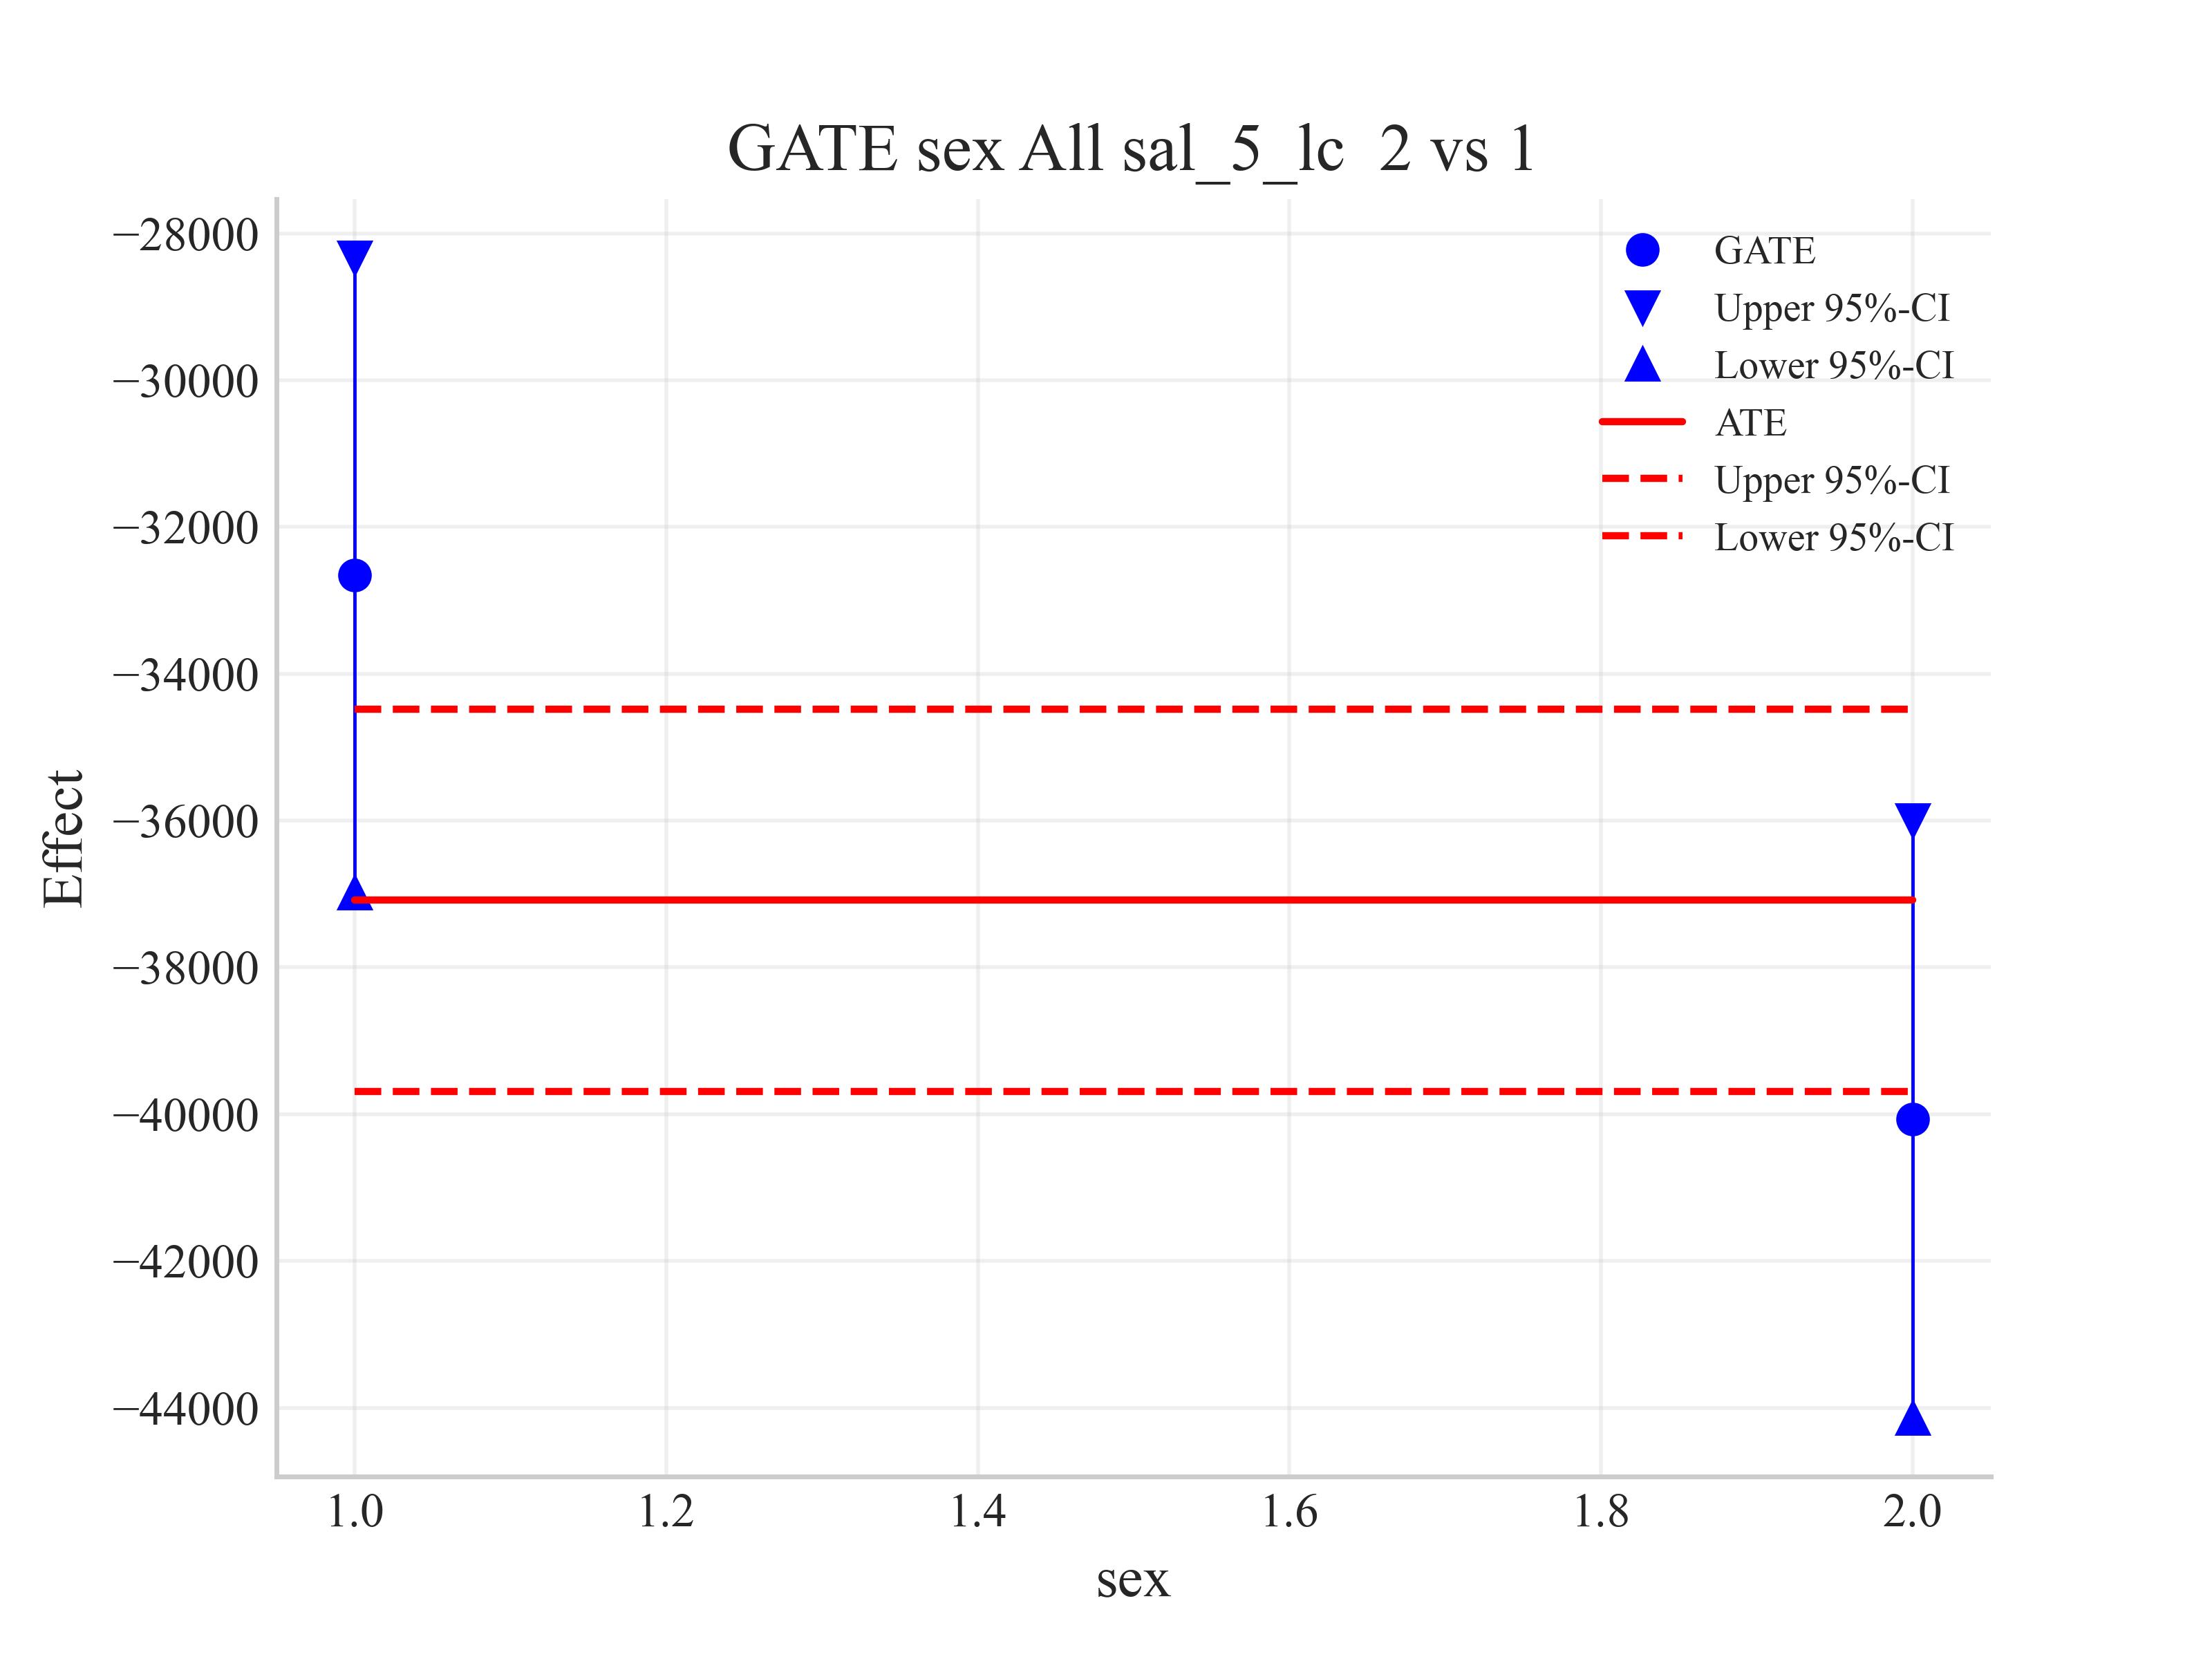 GATE sex All sal_5_lc  2 vs 1
−28000
−30000
−32000
−34000
−36000
−38000
−40000
−42000
−44000
Effect
GATE
Upper 95%-CI
Lower 95%-CI
ATE
Upper 95%-CI
Lower 95%-CI
1.0 1.2 1.4 1.6 1.8 2.0
sex